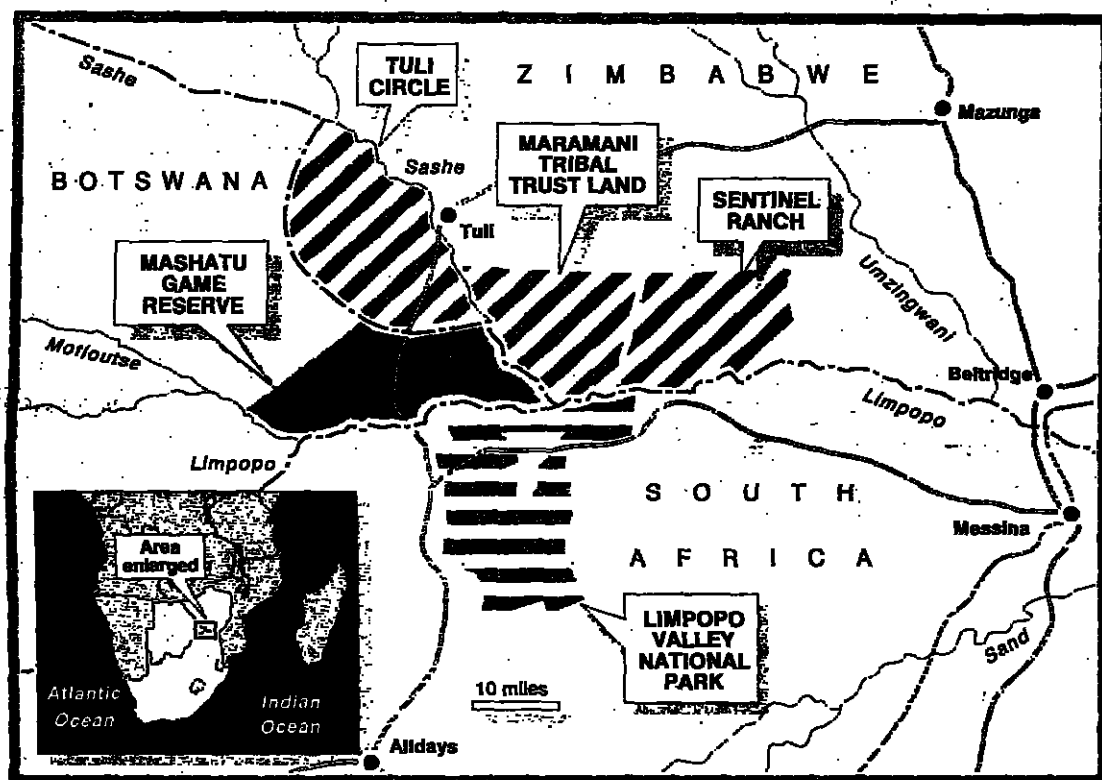 Sashe
TULI
CIRCLE
Z I M B A B W E
Mazunga
MARAMANI
TRIBAL
TRUST LAND
B O T S W A N A
Sashe
SENTINEL
RANCH
Tuli
MASHATU
GAME
RESERVE
Umzingwani
Motloutse
Beitridge
Limpopo
Limpopo
S O U T H
Messina
Area
enlarged
A F R I C A
LIMPOPO
VALLEY
NATIONAL
PARK
Sand
10 miles
Atlantic
Ocean
Indian
Ocean
Alldays